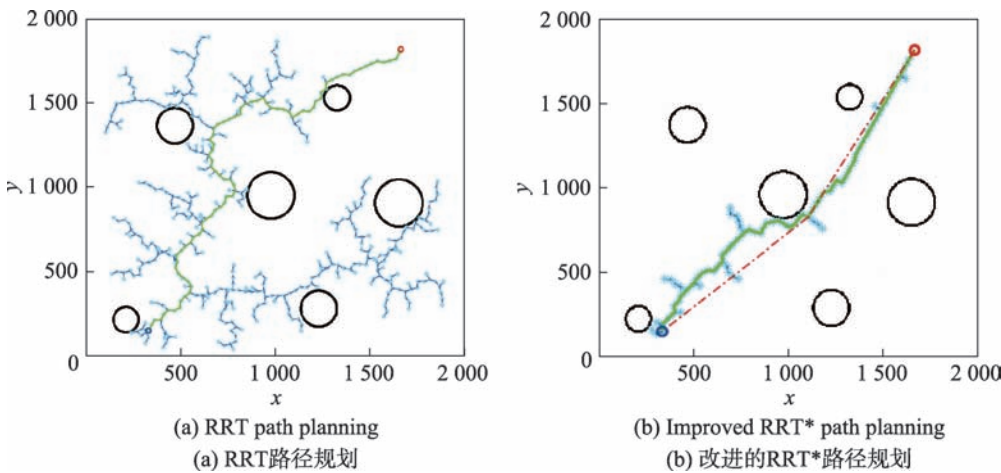 2 000
1 500
1 000
500
0
y
500
1 000
1 500
2 000
x
(a) RRT path planning
(a) RRT路径规划
2 000
1 500
1 000
500
0
y
500
1 000
1 500
2 000
x
(b) Improved RRT* path planning
(b) 改进的RRT*路径规划